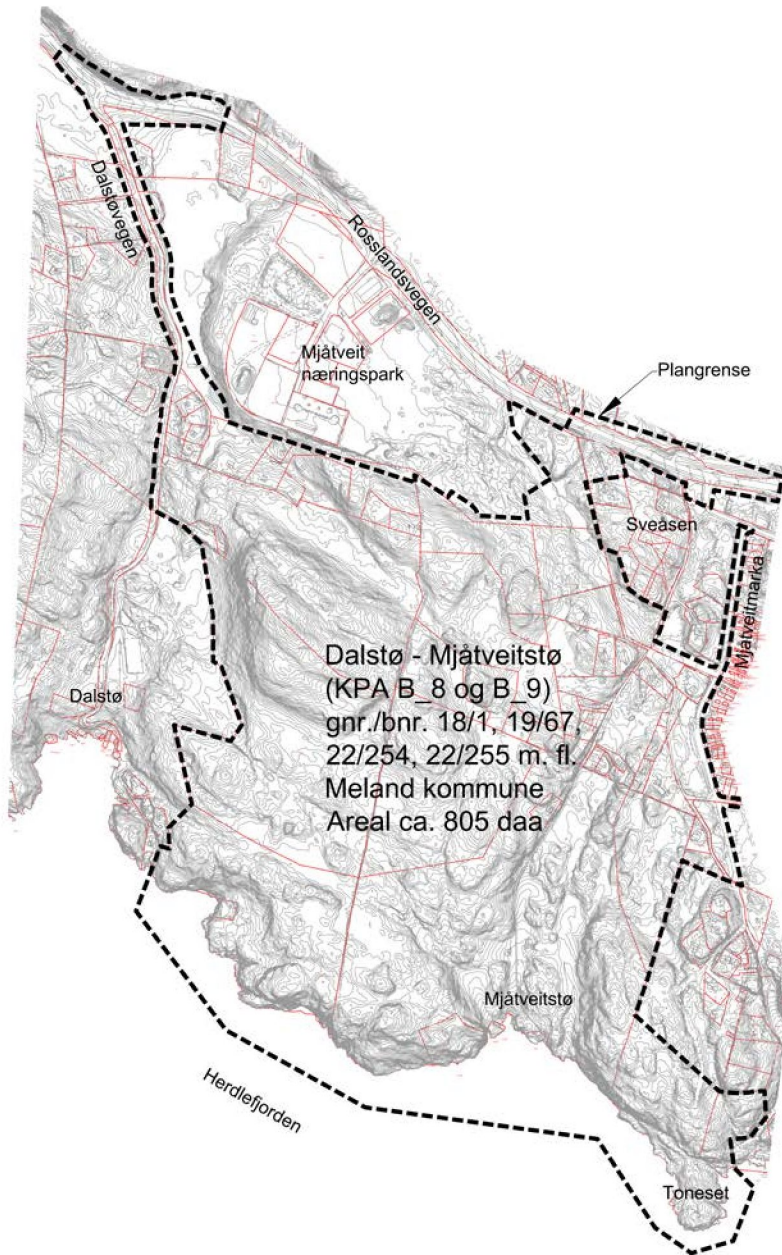 Dalstøvegen
Rosslandsvegen
Mjåtveit
næringspark
Plangrense
Sveåsen
Mjåtveitmarka
Dalstø - Mjåtveitstø
(KPA B_8 og B_9)
gnr./bnr. 18/1, 19/67,
22/254, 22/255 m. fl.
Meland kommune
Areal ca. 805 daa
Dalstø
Mjåtveitstø
Herdlefjorden
Toneset